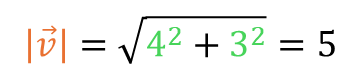 |v⃗| = √4² + 3² = 5